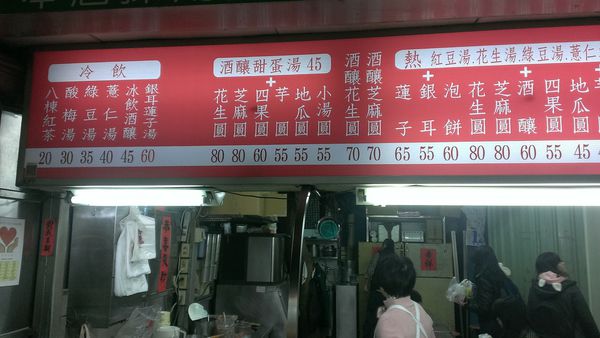 冷飲
八棟紅茶
酸梅湯
綠豆湯
薏仁湯
冰飲酒釀
銀耳蓮子湯
20 30 35 40 45 60
酒釀甜蛋湯 45
+
花生圓
芝麻圓
四果圓
芋圓
地瓜圓
小湯圓
酒釀花生圓
酒釀芝麻圓
80 80 60 55 55 55 70 70
熱 紅豆湯.花生湯.綠豆湯.薏仁
+ + +
蓮子
銀耳
泡餅
花生圓
芝麻圓
酒釀
四果圓
地瓜圓
65 55 60 80 80 60 55 45